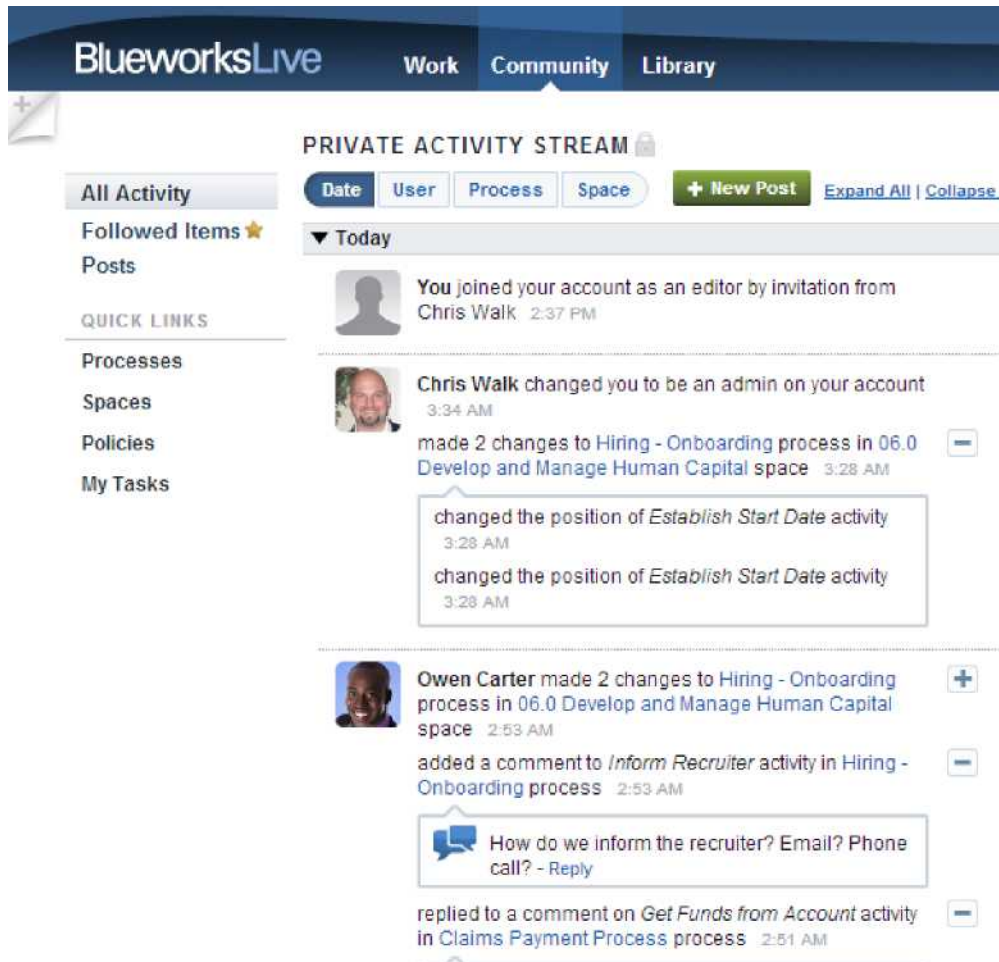 BlueworksLive
Work Community Library
PRIVATE ACTIVITY STREAM
All Activity
Followed Items
Posts
QUICK LINKS
Processes
Spaces
Policies
My Tasks
Date User Process Space + New Post Expand All | Collapse
Today
You joined your account as an editor by invitation from
Chris Walk 2:37 PM
Chris Walk changed you to be an admin on your account
3:34 AM
made 2 changes to Hiring - Onboarding process in 06.0
Develop and Manage Human Capital space 3:28 AM
changed the position of Establish Start Date activity
3:28 AM
changed the position of Establish Start Date activity
3:28 AM
Owen Carter made 2 changes to Hiring - Onboarding
process in 06.0 Develop and Manage Human Capital
space 2:53 AM
added a comment to Inform Recruiter activity in Hiring -
Onboarding process 2:53 AM
How do we inform the recruiter? Email? Phone
call? - Reply
replied to a comment on Get Funds from Account activity
in Claims Payment Process process 2:51 AM